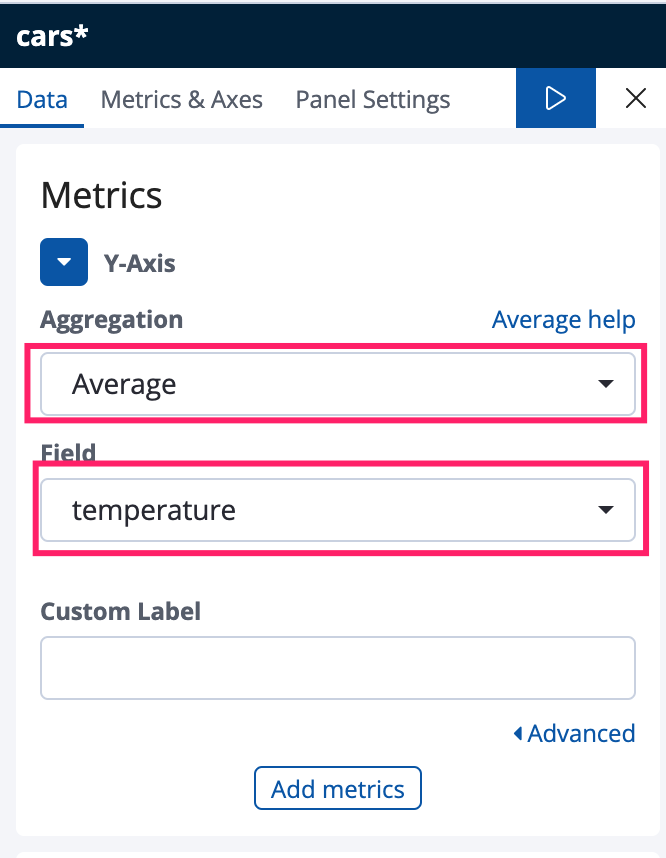 cars*
Data Metrics & Axes Panel Settings
Metrics
Y-Axis
Aggregation Average help
Average
Field
temperature
Custom Label
Advanced
Add metrics